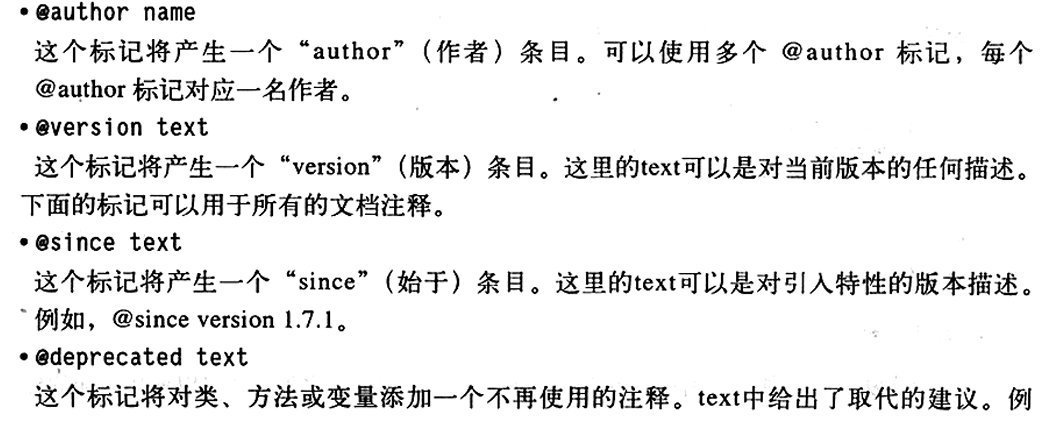 • @author name
这个标记将产生一个“author”（作者）条目。可以使用多个 @author 标记，每个
@author 标记对应一名作者。
• @version text
这个标记将产生一个“version”（版本）条目。这里的text可以是对当前版本的任何描述。
下面的标记可以用于所有的文档注释。
• @since text
这个标记将产生一个“since”（始于）条目。这里的text可以是对引入特性的版本描述。
例如，@since version 1.7.1。
• @deprecated text
这个标记将对类、方法或变量添加一个不再使用的注释。text中给出了取代的建议。例